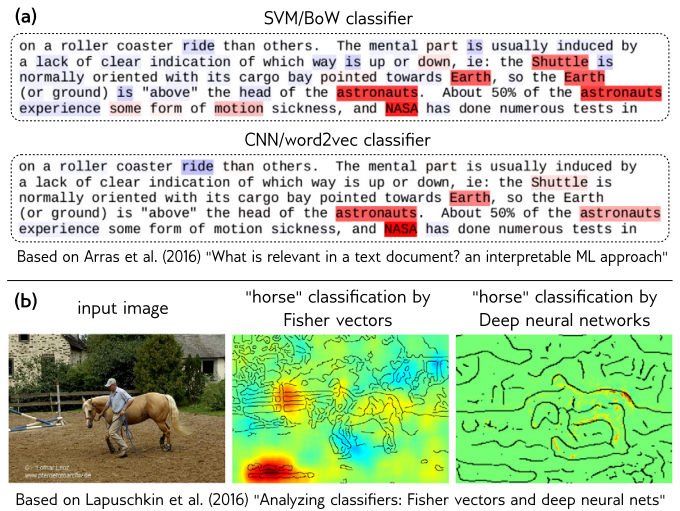 (a)
SVM/BoW classifier
on a roller coaster ride than others.  The mental part is usually induced by
a lack of clear indication of which way is up or down, ie: the Shuttle is
normally oriented with its cargo bay pointed towards Earth, so the Earth
(or ground) is "above" the head of the astronauts.  About 50% of the astronauts
experience some form of motion sickness, and NASA has done numerous tests in
CNN/word2vec classifier
on a roller coaster ride than others.  The mental part is usually induced by
a lack of clear indication of which way is up or down, ie: the Shuttle is
normally oriented with its cargo bay pointed towards Earth, so the Earth
(or ground) is "above" the head of the astronauts.  About 50% of the astronauts
experience some form of motion sickness, and NASA has done numerous tests in
Based on Arras et al. (2016) "What is relevant in a text document? an interpretable ML approach"
(b)
input image
"horse" classification by
Fisher vectors
"horse" classification by
Deep neural networks
© Lothar Lenz
www.pferdefotoarchiv.de
Based on Lapuschkin et al. (2016) "Analyzing classifiers: Fisher vectors and deep neural nets"